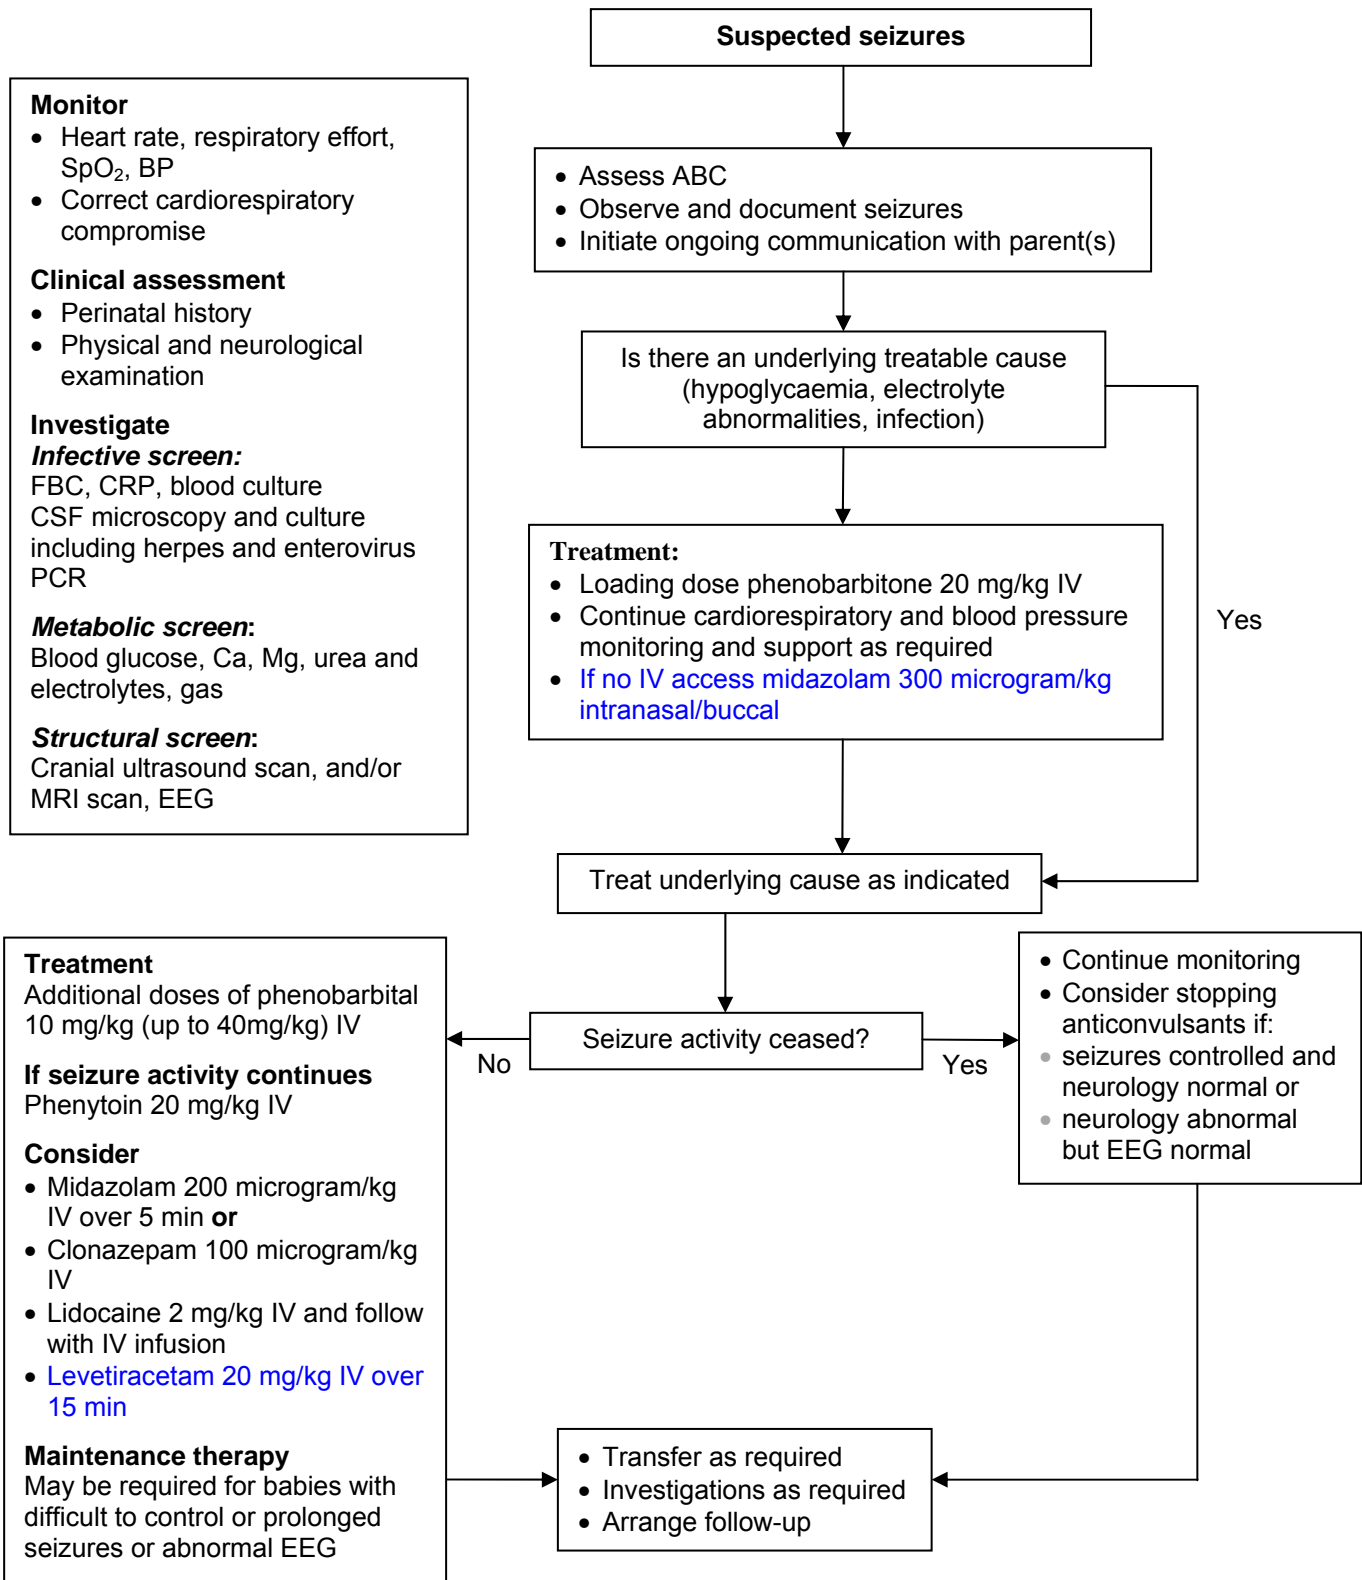 Suspected seizures
Monitor
• Heart rate, respiratory effort,
SpO₂, BP
• Correct cardiorespiratory
compromise
Clinical assessment
• Perinatal history
• Physical and neurological
examination
Investigate
Infective screen:
FBC, CRP, blood culture
CSF microscopy and culture
including herpes and enterovirus
PCR
Metabolic screen:
Blood glucose, Ca, Mg, urea and
electrolytes, gas
Structural screen:
Cranial ultrasound scan, and/or
MRI scan, EEG
• Assess ABC
• Observe and document seizures
• Initiate ongoing communication with parent(s)
Is there an underlying treatable cause
(hypoglycaemia, electrolyte
abnormalities, infection)
Treatment:
• Loading dose phenobarbitone 20 mg/kg IV
• Continue cardiorespiratory and blood pressure
monitoring and support as required
• If no IV access midazolam 300 microgram/kg
intranasal/buccal
Yes
Treat underlying cause as indicated
Seizure activity ceased?
No
Yes
Treatment
Additional doses of phenobarbital
10 mg/kg (up to 40mg/kg) IV
If seizure activity continues
Phenytoin 20 mg/kg IV
Consider
• Midazolam 200 microgram/kg
IV over 5 min or
• Clonazepam 100 microgram/kg
IV
• Lidocaine 2 mg/kg IV and follow
with IV infusion
• Levetiracetam 20 mg/kg IV over
15 min
Maintenance therapy
May be required for babies with
difficult to control or prolonged
seizures or abnormal EEG
• Continue monitoring
• Consider stopping
anticonvulsants if:
• seizures controlled and
neurology normal or
• neurology abnormal
but EEG normal
• Transfer as required
• Investigations as required
• Arrange follow-up